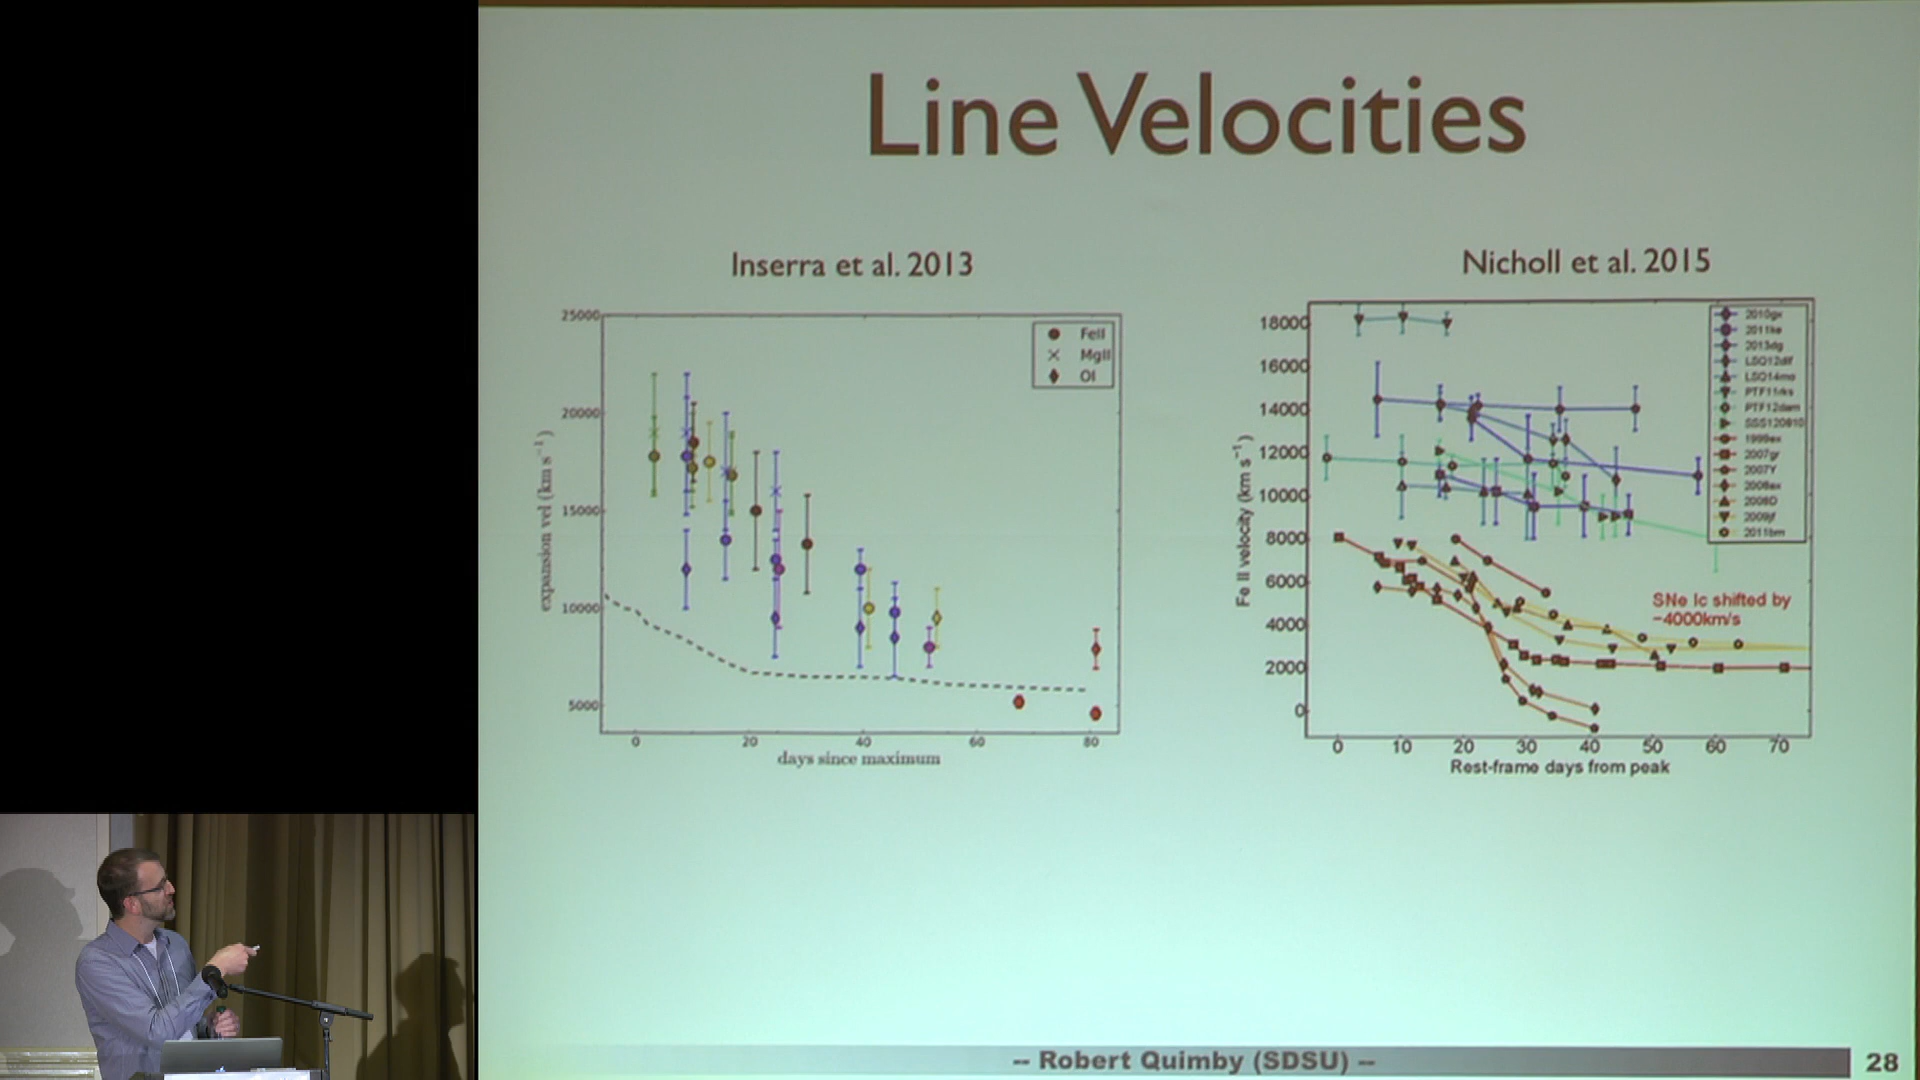 Line Velocities
Inserra et al. 2013
Nicholl et al. 2015
25000
20000
15000
10000
5000
expansion vel (km s−1)
FeII
MgII
OI
0 20 40 60 80
days since maximum
18000
16000
14000
12000
10000
8000
6000
4000
2000
0
Fe II velocity (km s−1)
2010gx
2011ke
2013dg
LSQ12dlf
LSQ14mo
PTF11rks
PTF12dam
SSS120810
1999ex
2007gr
2007Y
2008ax
2008D
2009jf
2011bm
SNe Ic shifted by
−4000km/s
0 10 20 30 40 50 60 70
Rest-frame days from peak
-- Robert Quimby (SDSU) --
28